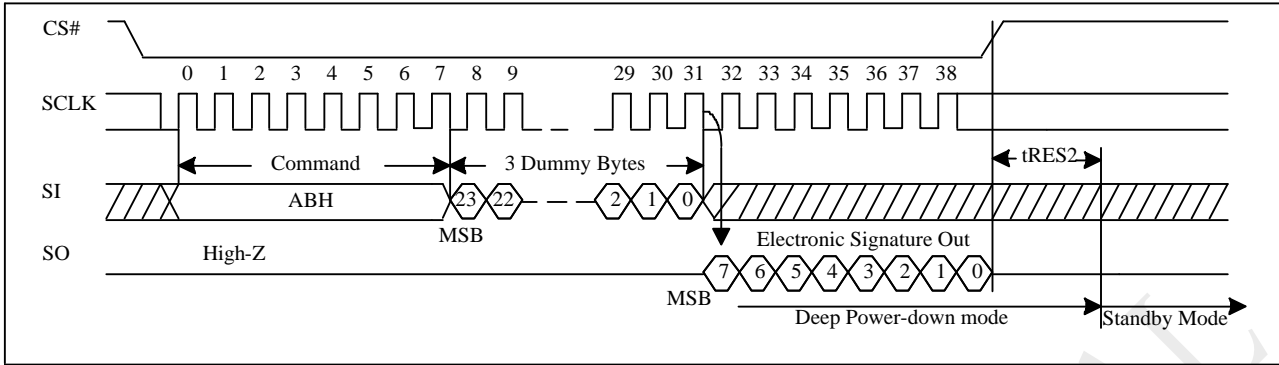 CS#
0 1 2 3 4 5 6 7 8 9 29 30 31 32 33 34 35 36 37 38
SCLK
Command 3 Dummy Bytes tRES2
SI ABH 23 22 2 1 0
MSB
SO High-Z Electronic Signature Out
7 6 5 4 3 2 1 0
MSB
Deep Power-down mode Standby Mode